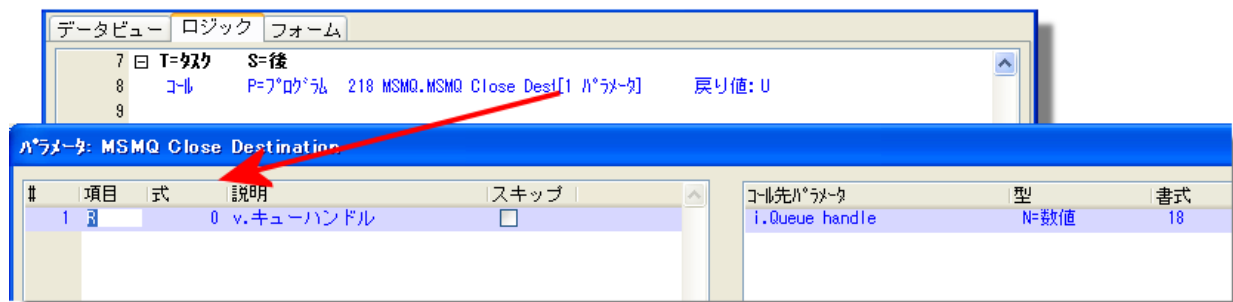 データビュー ロジック フォーム
7 T=ﾀｽｸ S=後
8 ｺｰﾙ P=ﾌﾟﾛｸﾞﾗﾑ 218 MSMQ.MSMQ Close Dest[1 ﾊﾟﾗﾒｰﾀ] 戻り値: U
9
ﾊﾟﾗﾒｰﾀ: MSMQ Close Destination
# 項目 式 説明 スキップ ｺｰﾙ先ﾊﾟﾗﾒｰﾀ 型 書式
1 R 0 v.キューハンドル i.Queue handle N=数値 18